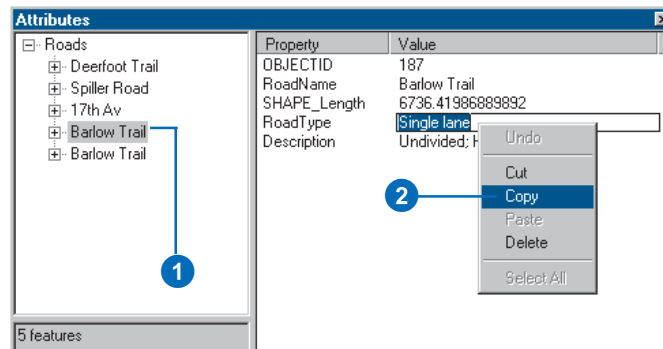 Attributes
Roads
Deerfoot Trail
Spiller Road
17th Av
Barlow Trail
Barlow Trail
5 features
Property Value
OBJECTID 187
RoadName Barlow Trail
SHAPE_Length 6736.41986889892
RoadType Single lane
Description Undivided; H
Undo
Cut
Copy
Paste
Delete
Select All
1
2